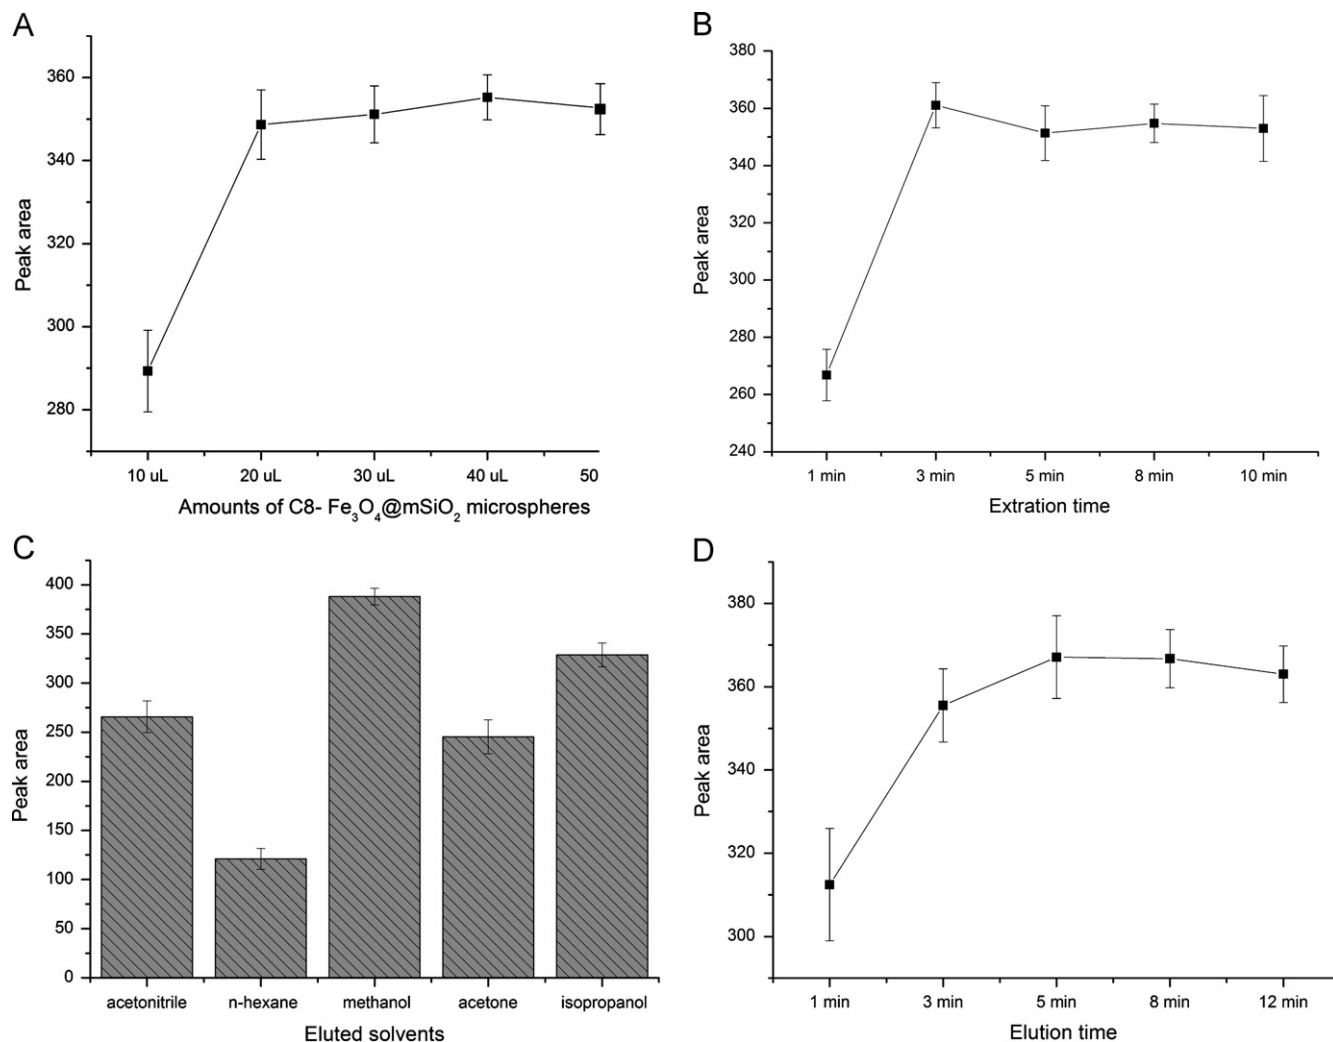 A
Peak area
360
340
320
300
280
10 uL 20 uL 30 uL 40 uL 50
Amounts of C8- Fe₃O₄@mSiO₂ microspheres
B
Peak area
380
360
340
320
300
280
260
240
1 min 3 min 5 min 8 min 10 min
Extration time
C
Peak area
400
350
300
250
200
150
100
50
0
acetonitrile n-hexane methanol acetone isopropanol
Eluted solvents
D
Peak area
380
360
340
320
300
1 min 3 min 5 min 8 min 12 min
Elution time